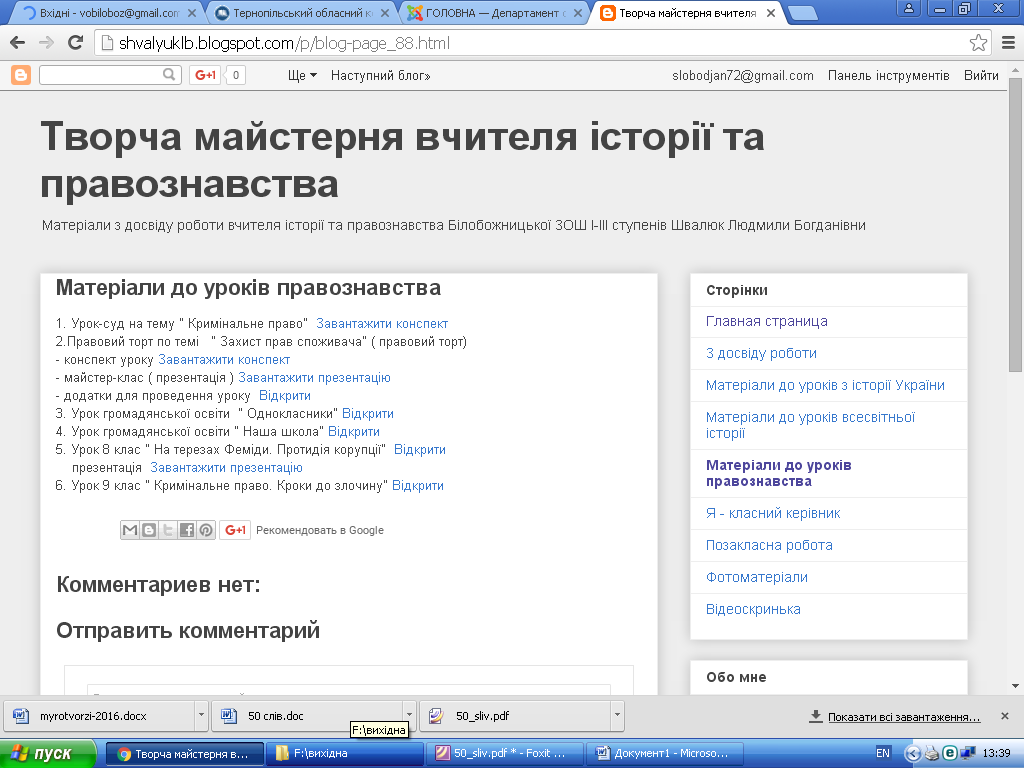 Вхідні - vobiloboz@gmail.com
Тернопільський обласний к
ГОЛОВНА — Департамент с
Творча майстерня вчителя
shvalyuklb.blogspot.com/p/blog-page_88.html
G+1 0 Ще Наступний блог» slobodjan72@gmail.com Панель інструментів Вийти
Творча майстерня вчителя історії та
правознавства
Матеріали з досвіду роботи вчителя історії та правознавства Білобожницької ЗОШ І-ІІІ ступенів Швалюк Людмили Богданівни
Матеріали до уроків правознавства
1. Урок-суд на тему " Кримінальне право" Завантажити конспект
2.Правовий торт по темі " Захист прав споживача" ( правовий торт)
- конспект уроку Завантажити конспект
- майстер-клас ( презентація ) Завантажити презентацію
- додатки для проведення уроку Відкрити
3. Урок громадянської освіти " Однокласники" Відкрити
4. Урок громадянської освіти " Наша школа" Відкрити
5. Урок 8 клас " На терезах Феміди. Протидія корупції" Відкрити
презентація Завантажити презентацію
6. Урок 9 клас " Кримінальне право. Кроки до злочину" Відкрити
G+1 Рекомендовать в Google
Комментариев нет:
Отправить комментарий
Сторінки
Главная страница
З досвіду роботи
Матеріали до уроків з історії України
Матеріали до уроків всесвітньої
історії
Матеріали до уроків
правознавства
Я - класний керівник
Позакласна робота
Фотоматеріали
Відеоскринька
Обо мне
myrotvorzi-2016.docx
50 слів.doc
50_sliv.pdf
Показати всі завантаження...
F:\вихідна
пуск
Творча майстерня в...
F:\вихідна
50_sliv.pdf * - Foxit ...
Документ1 - Microso...
EN
13:39